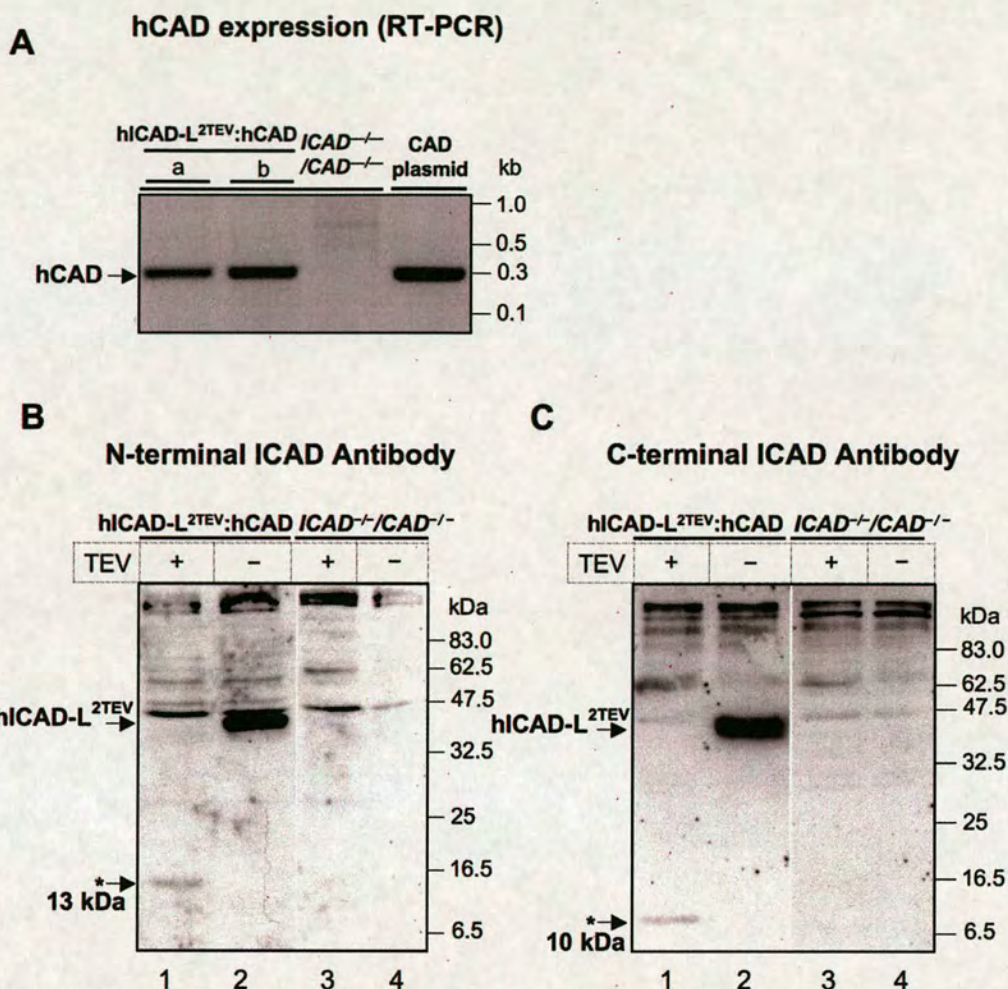 A
hCAD expression (RT-PCR)
hICAD-L2TEV:hCAD
ICAD–/–
/CAD–/–
CAD
plasmid
kb
a
b
1.0
0.5
hCAD
0.3
0.1
B
N-terminal ICAD Antibody
hICAD-L2TEV:hCAD ICAD–/–/CAD–/–
TEV + – + –
kDa
83.0
62.5
47.5
hICAD-L2TEV
32.5
25
16.5
*
13 kDa
6.5
1 2 3 4
C
C-terminal ICAD Antibody
hICAD-L2TEV:hCAD ICAD–/–/CAD–/–
TEV + – + –
kDa
83.0
62.5
47.5
hICAD-L2TEV
32.5
25
16.5
*
10 kDa
6.5
1 2 3 4